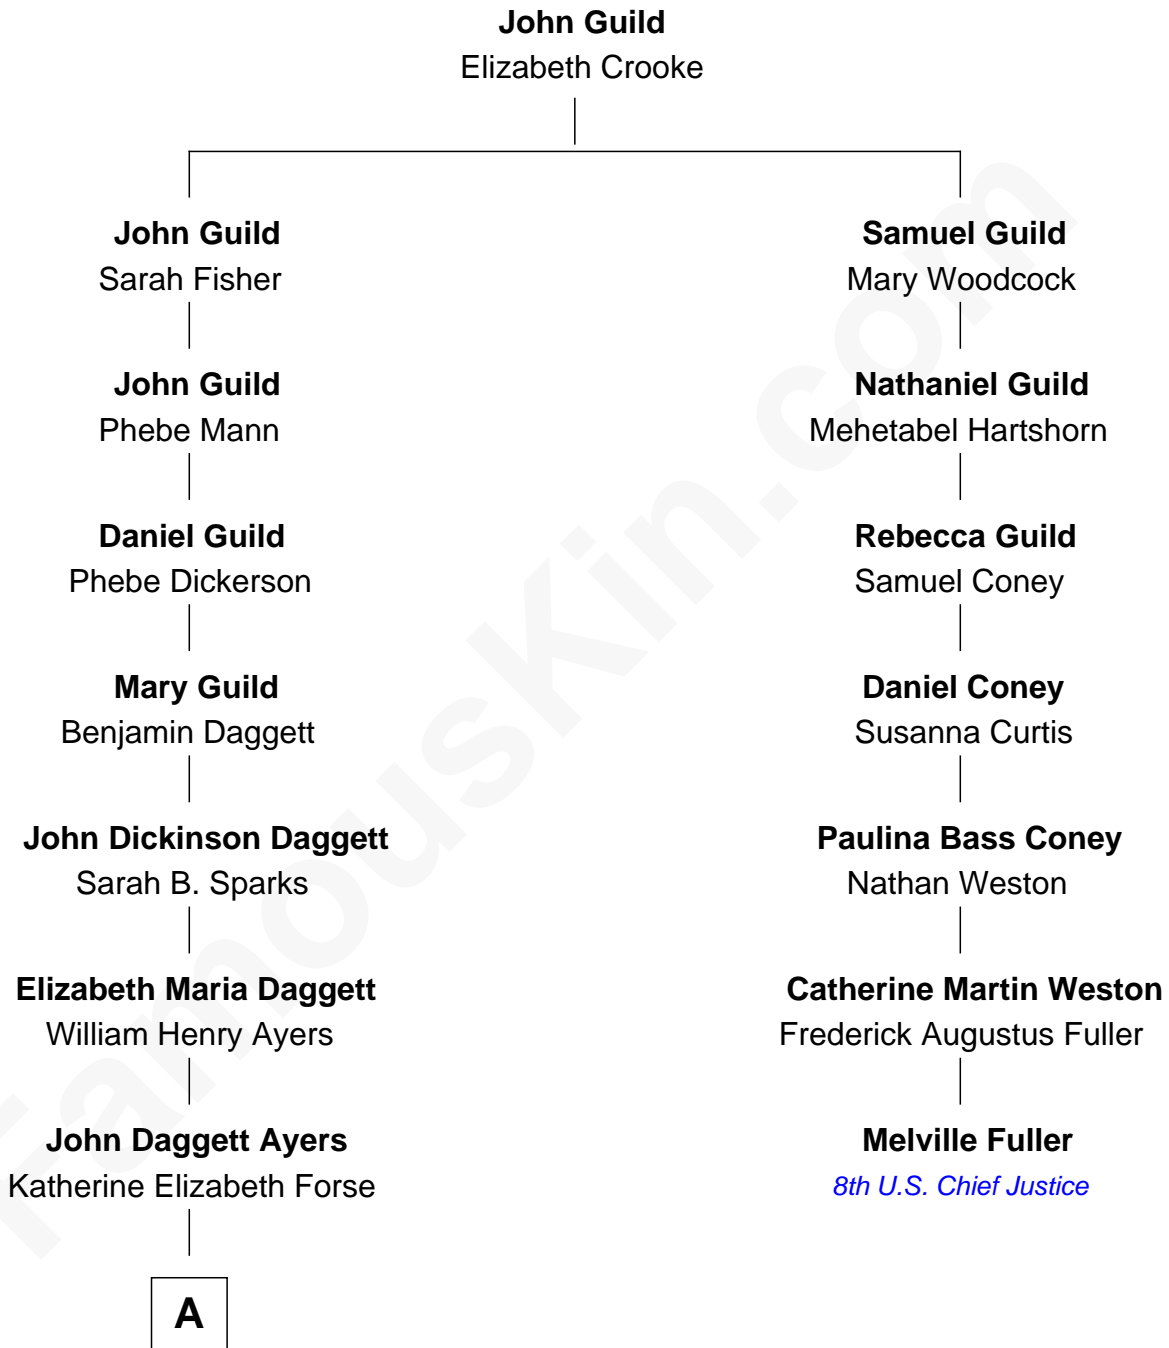 John Guild
Elizabeth Crooke
John Guild
Sarah Fisher
Samuel Guild
Mary Woodcock
John Guild
Phebe Mann
Nathaniel Guild
Mehetabel Hartshorn
Daniel Guild
Phebe Dickerson
Rebecca Guild
Samuel Coney
Mary Guild
Benjamin Daggett
Daniel Coney
Susanna Curtis
John Dickinson Daggett
Sarah B. Sparks
Paulina Bass Coney
Nathan Weston
Elizabeth Maria Daggett
William Henry Ayers
Catherine Martin Weston
Frederick Augustus Fuller
John Daggett Ayers
Katherine Elizabeth Forse
Melville Fuller
8th U.S. Chief Justice
A
FamousKin.com